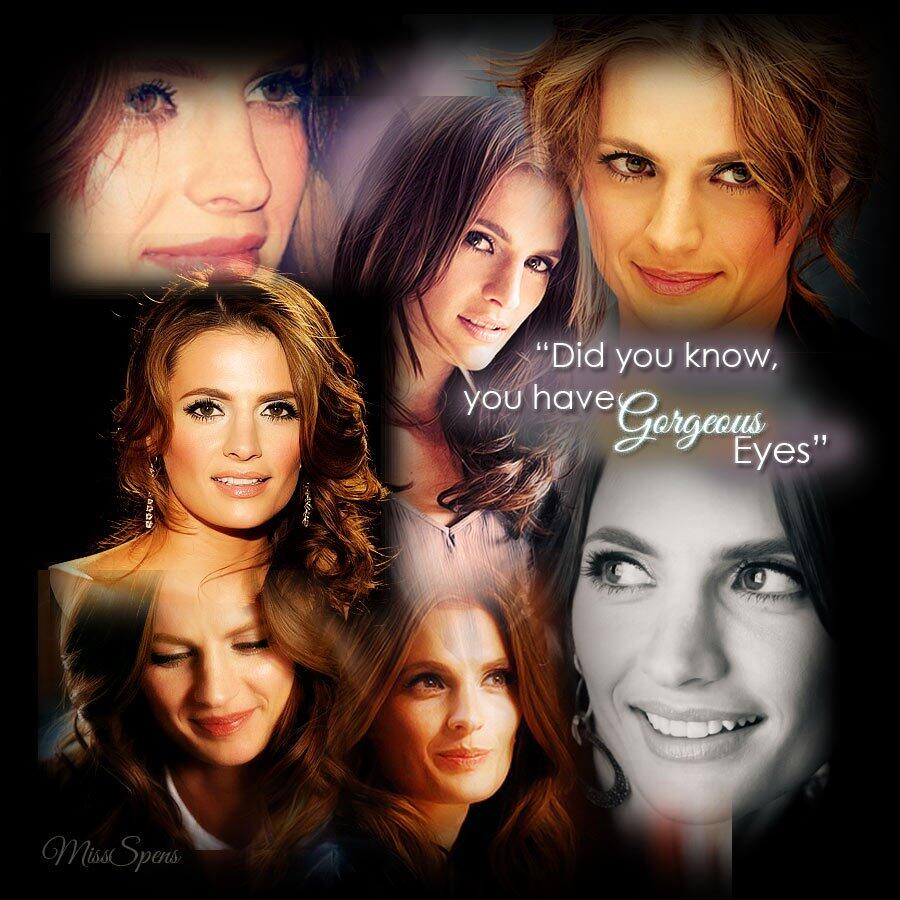 “Did you know,
you have
Gorgeous
Eyes”
MissSpens